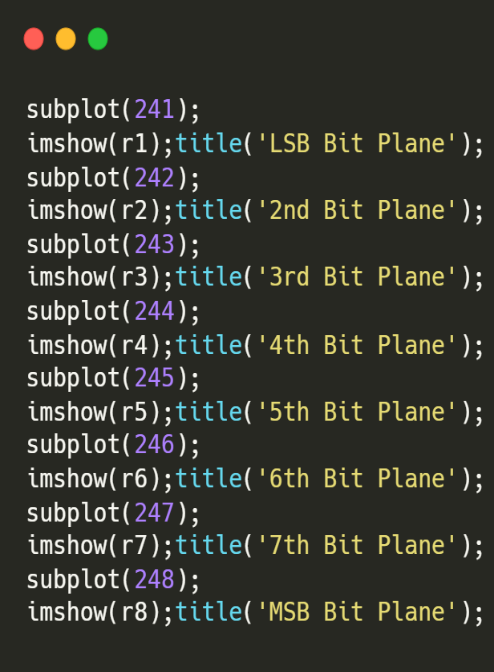 subplot(241);
imshow(r1);title('LSB Bit Plane');
subplot(242);
imshow(r2);title('2nd Bit Plane');
subplot(243);
imshow(r3);title('3rd Bit Plane');
subplot(244);
imshow(r4);title('4th Bit Plane');
subplot(245);
imshow(r5);title('5th Bit Plane');
subplot(246);
imshow(r6);title('6th Bit Plane');
subplot(247);
imshow(r7);title('7th Bit Plane');
subplot(248);
imshow(r8);title('MSB Bit Plane');